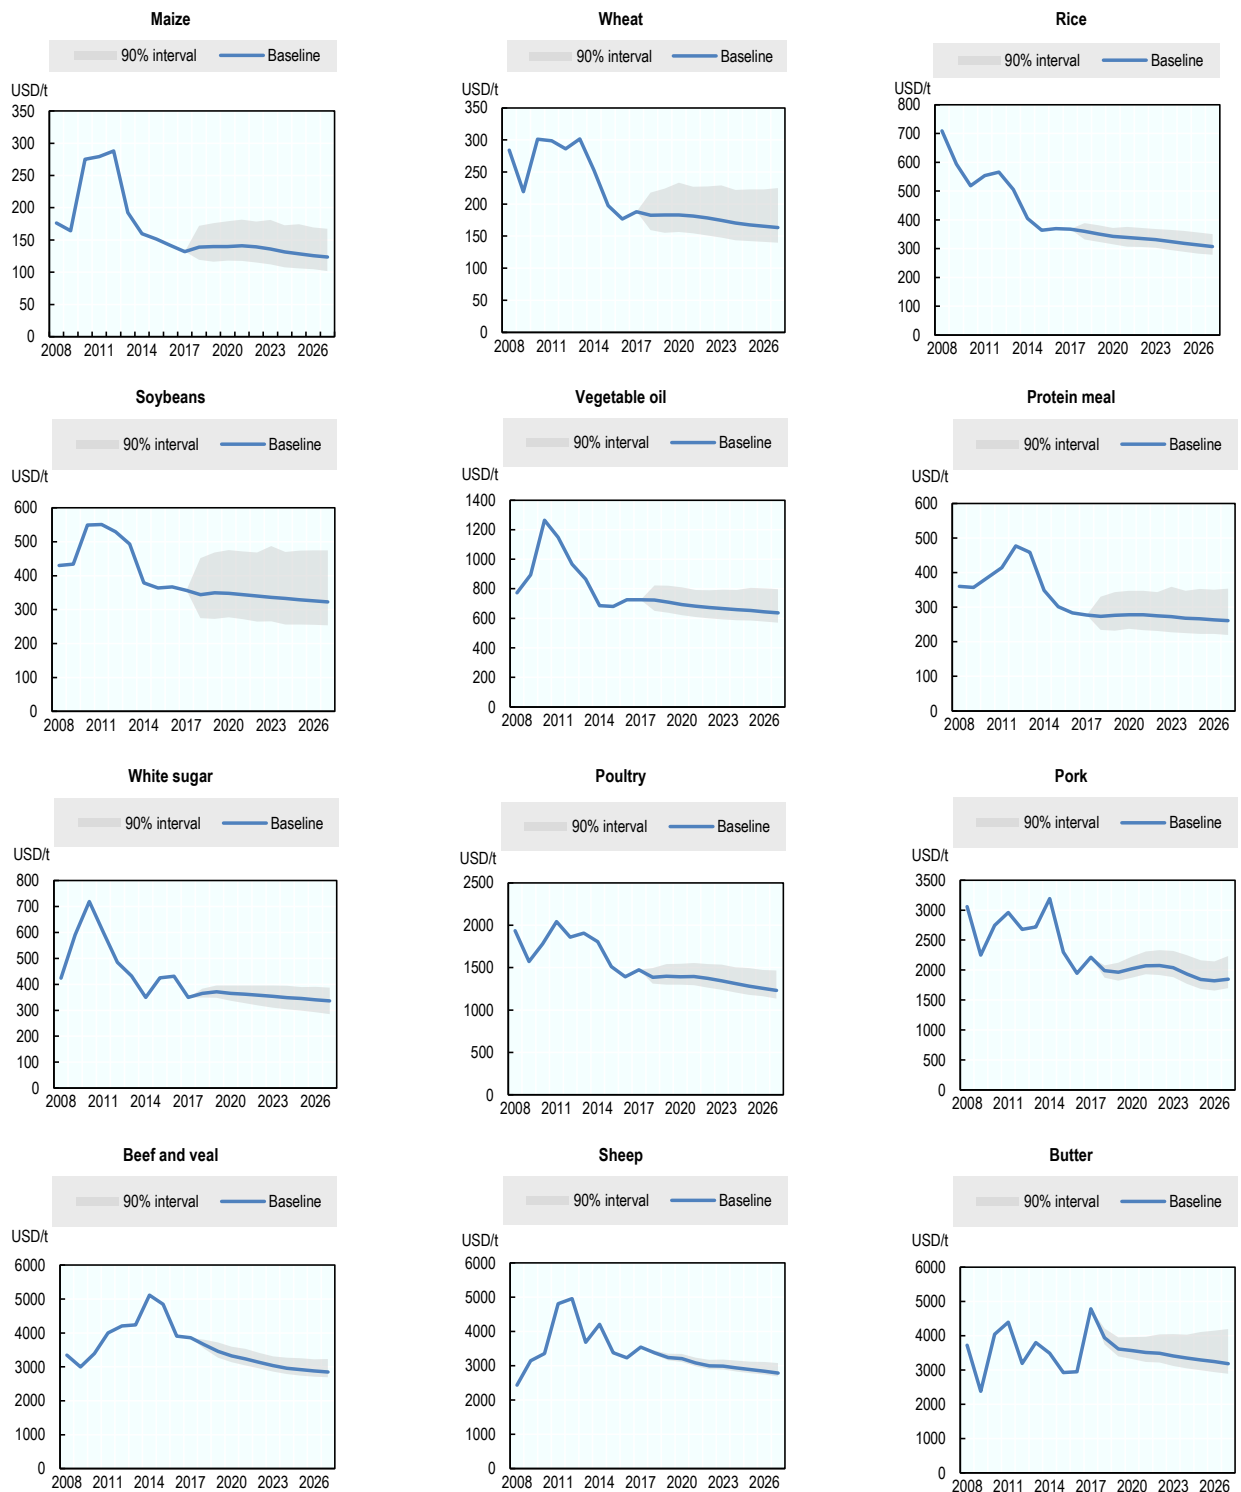 Maize
90% interval Baseline
USD/t
350
300
250
200
150
100
50
0
2008 2011 2014 2017 2020 2023 2026
Wheat
90% interval Baseline
USD/t
350
300
250
200
150
100
50
0
2008 2011 2014 2017 2020 2023 2026
Rice
90% interval Baseline
USD/t
800
700
600
500
400
300
200
100
0
2008 2011 2014 2017 2020 2023 2026
Soybeans
90% interval Baseline
USD/t
600
500
400
300
200
100
0
2008 2011 2014 2017 2020 2023 2026
Vegetable oil
90% interval Baseline
USD/t
1400
1200
1000
800
600
400
200
0
2008 2011 2014 2017 2020 2023 2026
Protein meal
90% interval Baseline
USD/t
600
500
400
300
200
100
0
2008 2011 2014 2017 2020 2023 2026
White sugar
90% interval Baseline
USD/t
800
700
600
500
400
300
200
100
0
2008 2011 2014 2017 2020 2023 2026
Poultry
90% interval Baseline
USD/t
2500
2000
1500
1000
500
0
2008 2011 2014 2017 2020 2023 2026
Pork
90% interval Baseline
USD/t
3500
3000
2500
2000
1500
1000
500
0
2008 2011 2014 2017 2020 2023 2026
Beef and veal
90% interval Baseline
USD/t
6000
5000
4000
3000
2000
1000
0
2008 2011 2014 2017 2020 2023 2026
Sheep
90% interval Baseline
USD/t
6000
5000
4000
3000
2000
1000
0
2008 2011 2014 2017 2020 2023 2026
Butter
90% interval Baseline
USD/t
6000
5000
4000
3000
2000
1000
0
2008 2011 2014 2017 2020 2023 2026